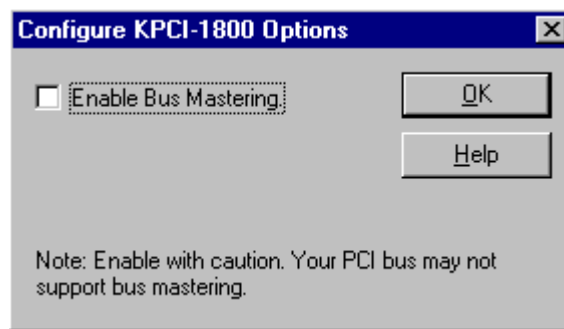 Configure KPCI-1800 Options
Enable Bus Mastering.
OK
Help
Note: Enable with caution. Your PCI bus may not
support bus mastering.